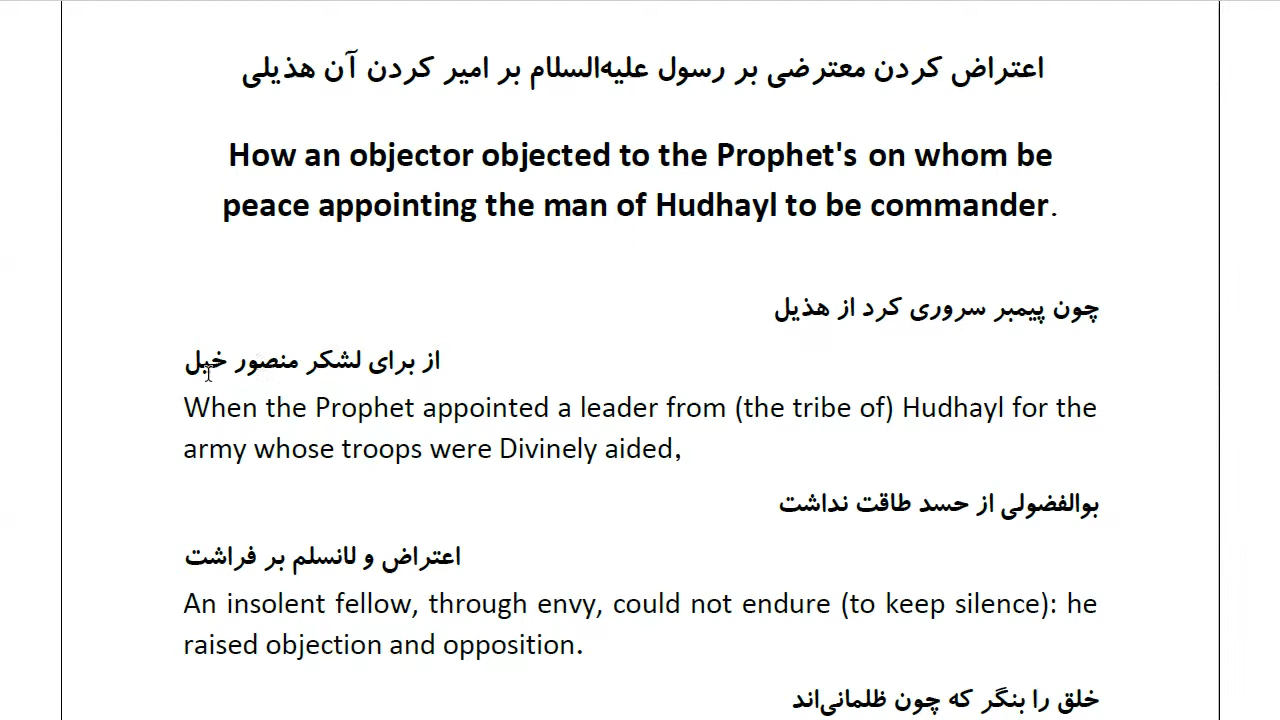 اعتراض کردن معترضی بر رسول علیه‌السلام بر امیر کردن آن هذیلی
How an objector objected to the Prophet's on whom be
peace appointing the man of Hudhayl to be commander.
چون پیمبر سروری کرد از هذیل
از برای لشکر منصور خیل
When the Prophet appointed a leader from (the tribe of) Hudhayl for the
army whose troops were Divinely aided,
بوالفضولی از حسد طاقت نداشت
اعتراض و لانسلم بر فراشت
An insolent fellow, through envy, could not endure (to keep silence): he
raised objection and opposition.
خلق را بنگر که چون ظلمانی‌اند